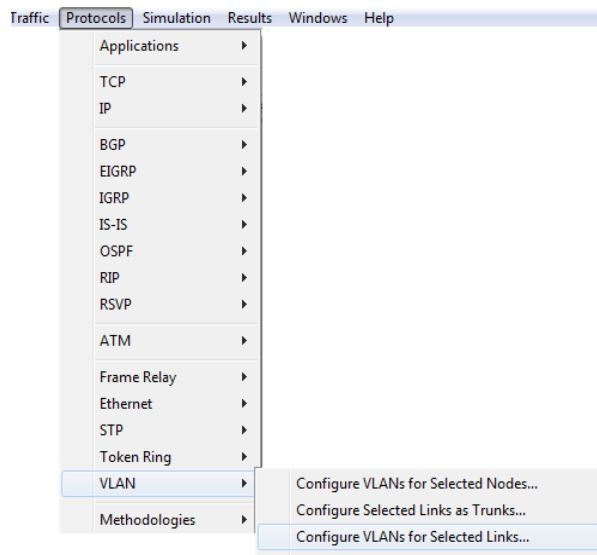 Traffic Protocols Simulation Results Windows Help
Applications
TCP
IP
BGP
EIGRP
IGRP
IS-IS
OSPF
RIP
RSVP
ATM
Frame Relay
Ethernet
STP
Token Ring
VLAN
Methodologies
Configure VLANs for Selected Nodes...
Configure Selected Links as Trunks...
Configure VLANs for Selected Links...